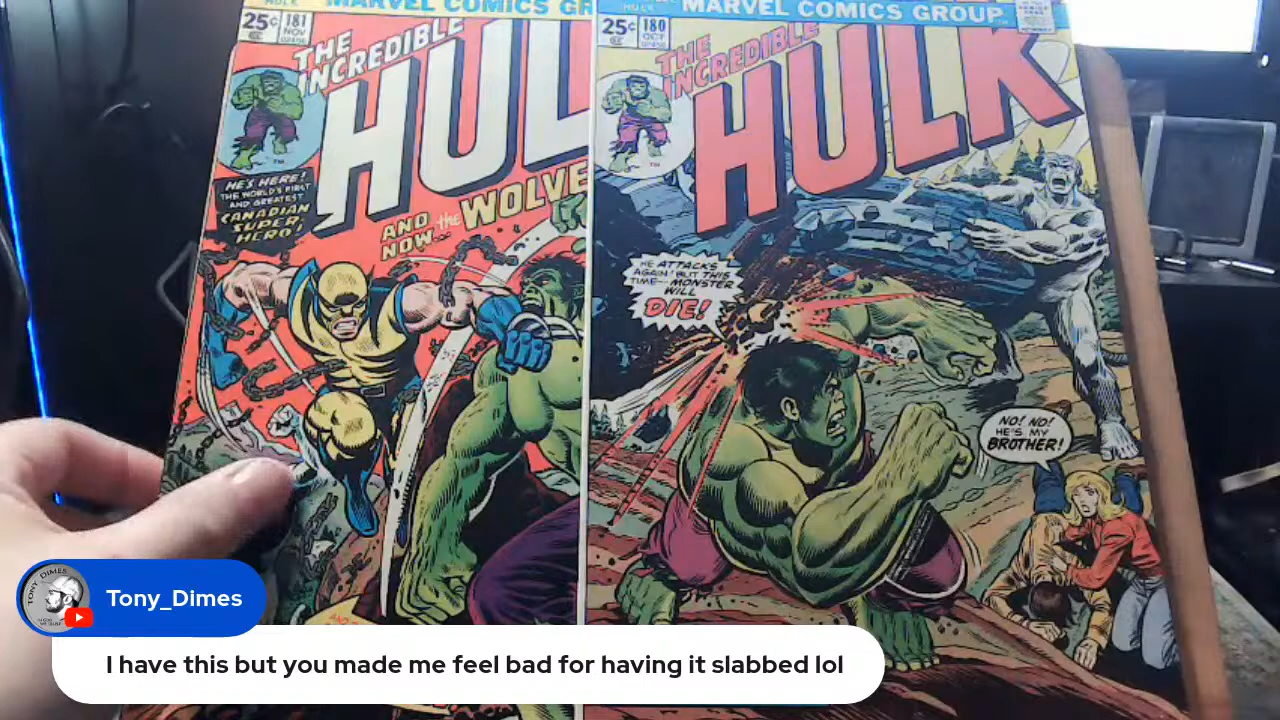 MARVEL COMICS GR
25¢ 181
NOV
THE
INCREDIBLE
HUL
HE'S HERE!
THE WORLD'S FIRST
AND GREATEST
CANADIAN
SUPER
HERO!
AND
NOW... the WOLVE
MARVEL COMICS GROUP
25¢ 180
OCT
THE
INCREDIBLE
HULK
HE ATTACKS
AGAIN! BUT THIS
TIME-- MONSTER
WILL
DIE!
NO! NO!
HE'S MY
BROTHER!
TONY DIMES
Tony_Dimes
I have this but you made me feel bad for having it slabbed lol